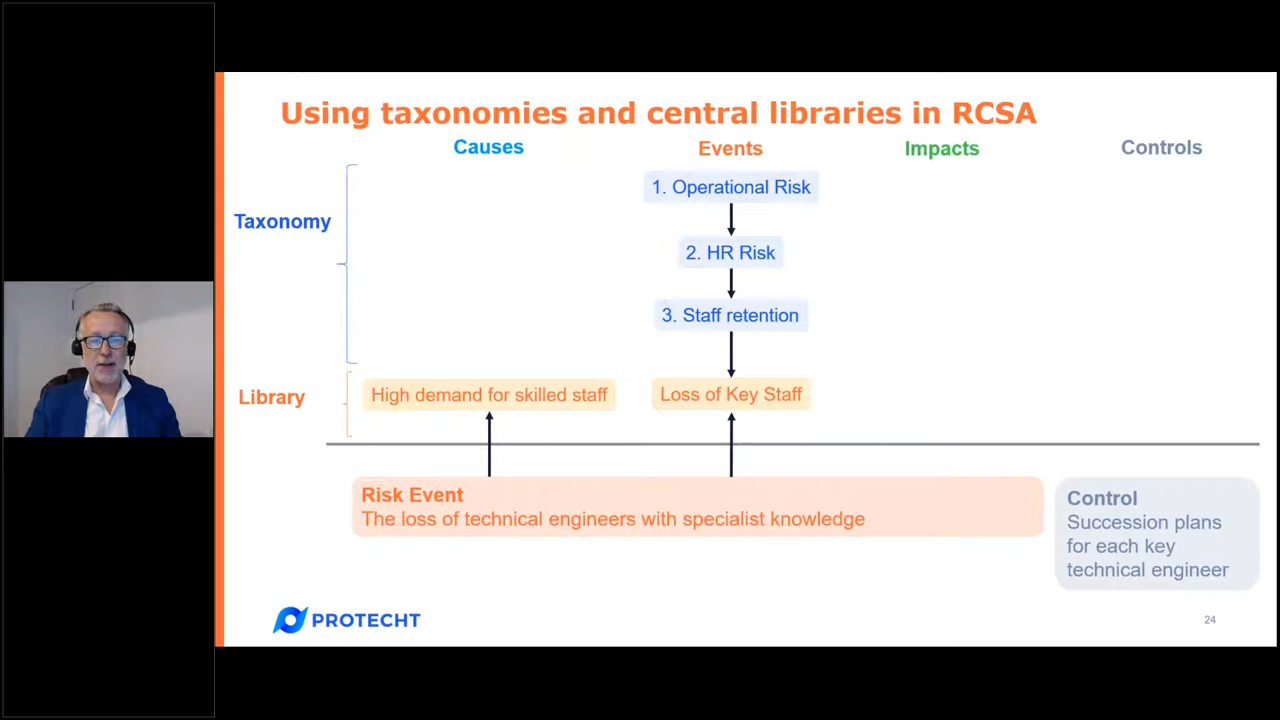 Using taxonomies and central libraries in RCSA
Causes
Events
Impacts
Controls
Taxonomy
1. Operational Risk
2. HR Risk
3. Staff retention
Library
High demand for skilled staff
Loss of Key Staff
Risk Event
The loss of technical engineers with specialist knowledge
Control
Succession plans
for each key
technical engineer
PROTECHT
24